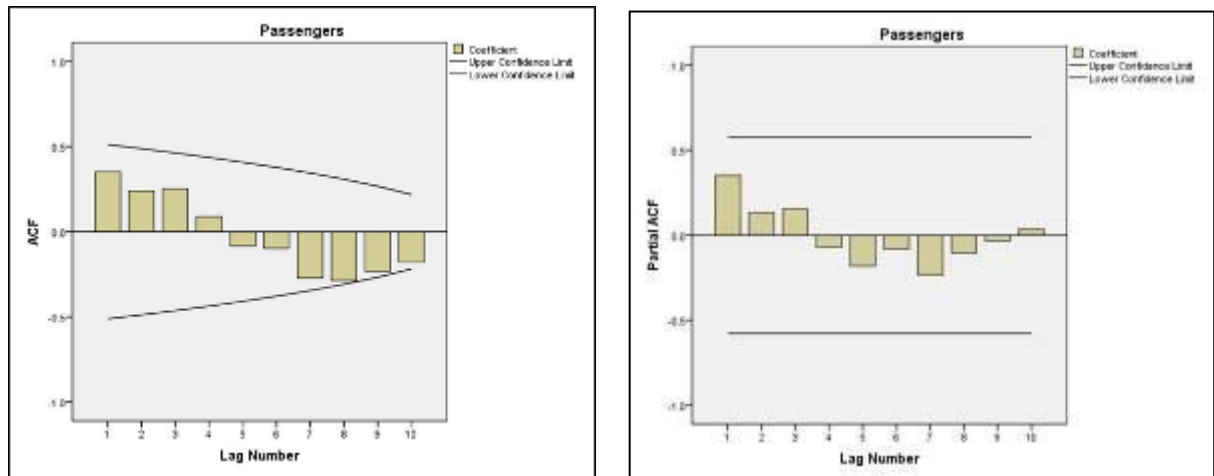 Passengers
Coefficient
Upper Confidence Limit
Lower Confidence Limit
1.0
0.5
0.0
-0.5
-1.0
ACF
1 2 3 4 5 6 7 8 9 10
Lag Number
Passengers
Coefficient
Upper Confidence Limit
Lower Confidence Limit
1.0
0.5
0.0
-0.5
-1.0
Partial ACF
1 2 3 4 5 6 7 8 9 10
Lag Number